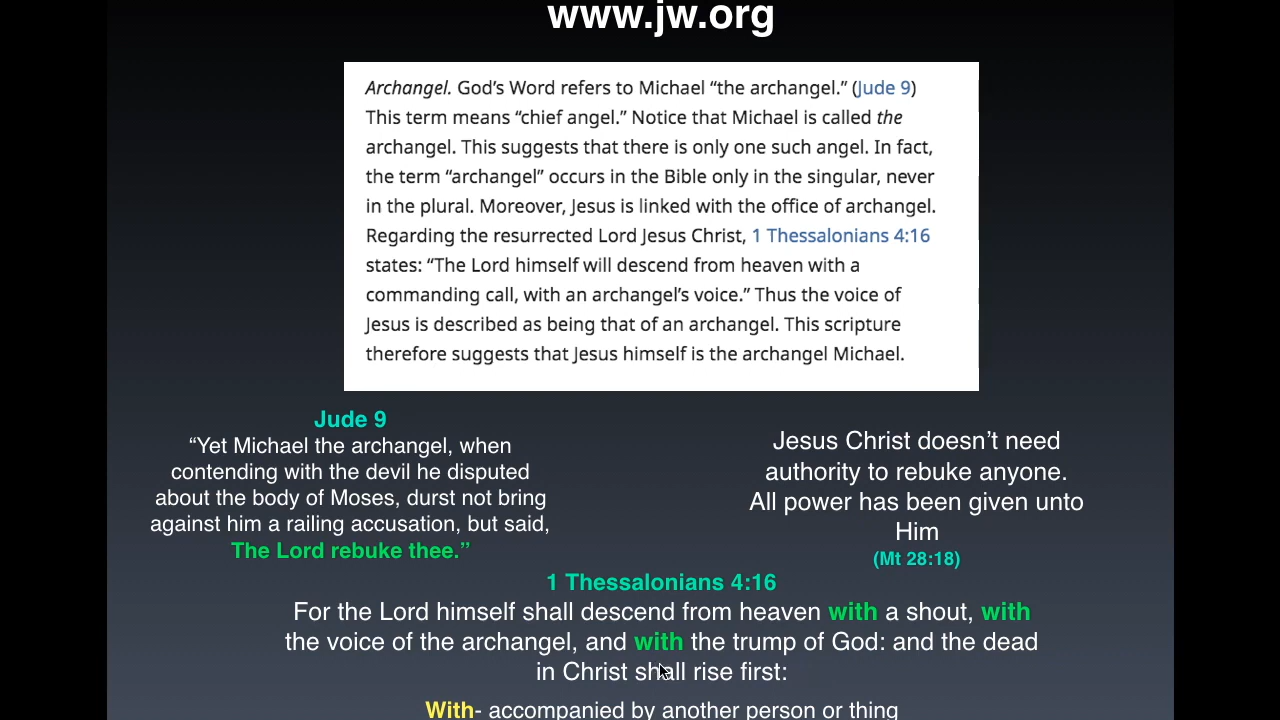 www.jw.org
Archangel. God’s Word refers to Michael “the archangel.” (Jude 9)
This term means “chief angel.” Notice that Michael is called the
archangel. This suggests that there is only one such angel. In fact,
the term “archangel” occurs in the Bible only in the singular, never
in the plural. Moreover, Jesus is linked with the office of archangel.
Regarding the resurrected Lord Jesus Christ, 1 Thessalonians 4:16
states: “The Lord himself will descend from heaven with a
commanding call, with an archangel’s voice.” Thus the voice of
Jesus is described as being that of an archangel. This scripture
therefore suggests that Jesus himself is the archangel Michael.
Jude 9
“Yet Michael the archangel, when
contending with the devil he disputed
about the body of Moses, durst not bring
against him a railing accusation, but said,
The Lord rebuke thee.”
Jesus Christ doesn’t need
authority to rebuke anyone.
All power has been given unto
Him
(Mt 28:18)
1 Thessalonians 4:16
For the Lord himself shall descend from heaven with a shout, with
the voice of the archangel, and with the trump of God: and the dead
in Christ shall rise first:
With- accompanied by another person or thing